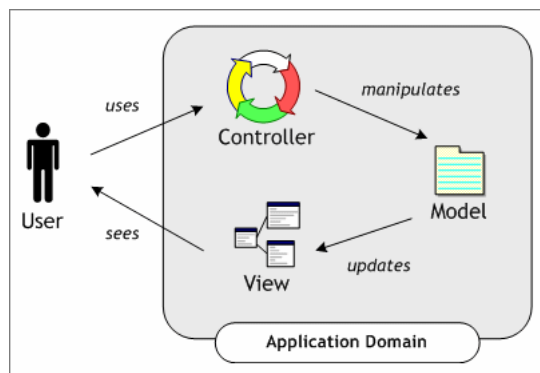 uses
manipulates
Controller
User
Model
sees
updates
View
Application Domain